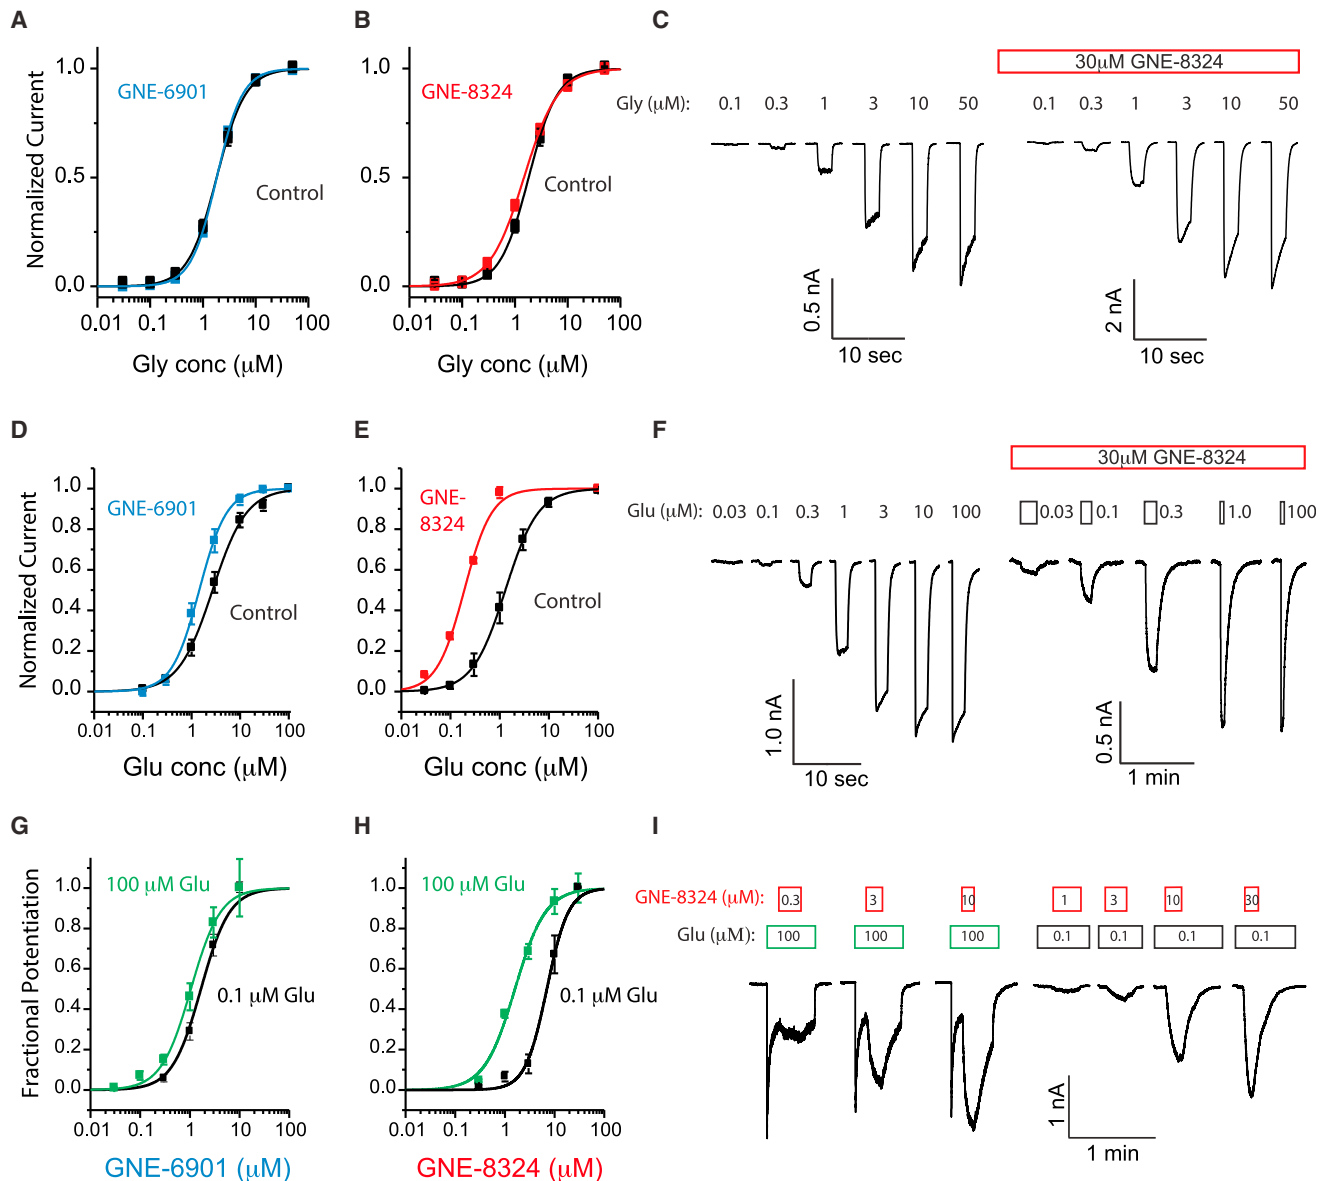 A
B
C
Normalized Current
1.0
0.5
0.0
GNE-6901
Control
0.01 0.1 1 10 100
Gly conc (μM)
1.0
0.5
0.0
GNE-8324
Control
0.01 0.1 1 10 100
Gly conc (μM)
30μM GNE-8324
Gly (μM): 0.1 0.3 1 3 10 50 0.1 0.3 1 3 10 50
0.5 nA
10 sec
2 nA
10 sec
D
E
F
Normalized Current
1.0
0.8
0.6
0.4
0.2
0.0
GNE-6901
Control
0.01 0.1 1 10 100
Glu conc (μM)
1.0
0.8
0.6
0.4
0.2
0.0
GNE-
8324
Control
0.01 0.1 1 10 100
Glu conc (μM)
30μM GNE-8324
Glu (μM): 0.03 0.1 0.3 1 3 10 100 0.03 0.1 0.3 1.0 100
1.0 nA
10 sec
0.5 nA
1 min
G
H
I
Fractional Potentiation
1.0
0.8
0.6
0.4
0.2
0.0
100 μM Glu
0.1 μM Glu
0.01 0.1 1 10 100
GNE-6901 (μM)
1.0
0.8
0.6
0.4
0.2
0.0
100 μM Glu
0.1 μM Glu
0.01 0.1 1 10 100
GNE-8324 (μM)
GNE-8324 (μM): 0.3 3 10 1 3 10 30
Glu (μM): 100 100 100 0.1 0.1 0.1 0.1
1 nA
1 min